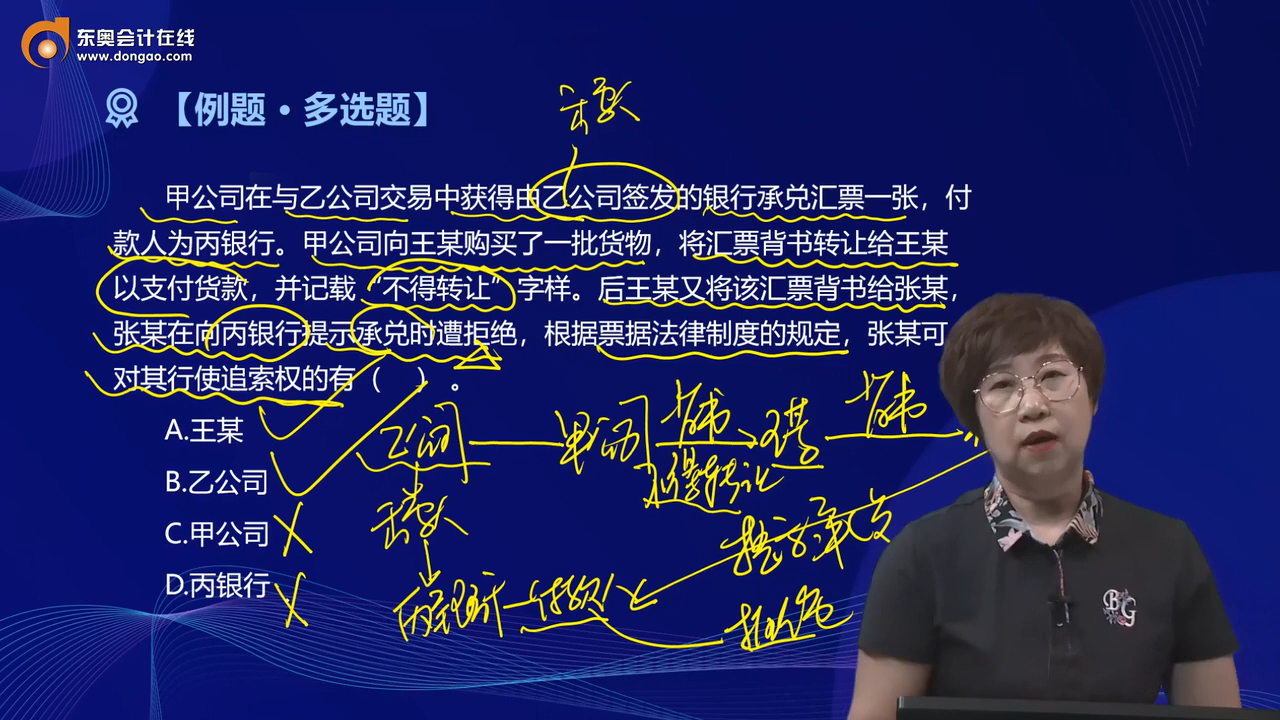 东奥会计在线
www.dongao.com
【例题·多选题】
票款
甲公司在与乙公司交易中获得由乙公司签发的银行承兑汇票一张，付
款人为丙银行。甲公司向王某购买了一批货物，将汇票背书转让给王某
以支付货款，并记载“不得转让”字样。后王某又将该汇票背书给张某，
张某在向丙银行提示承兑时遭拒绝，根据票据法律制度的规定，张某可
对其行使追索权的有（ ）。
A.王某
B.乙公司
C.甲公司
D.丙银行
乙公司 甲公司 背书 王某 背书
不得转让
提示承兑
丙银行 付款人 拒绝
BG